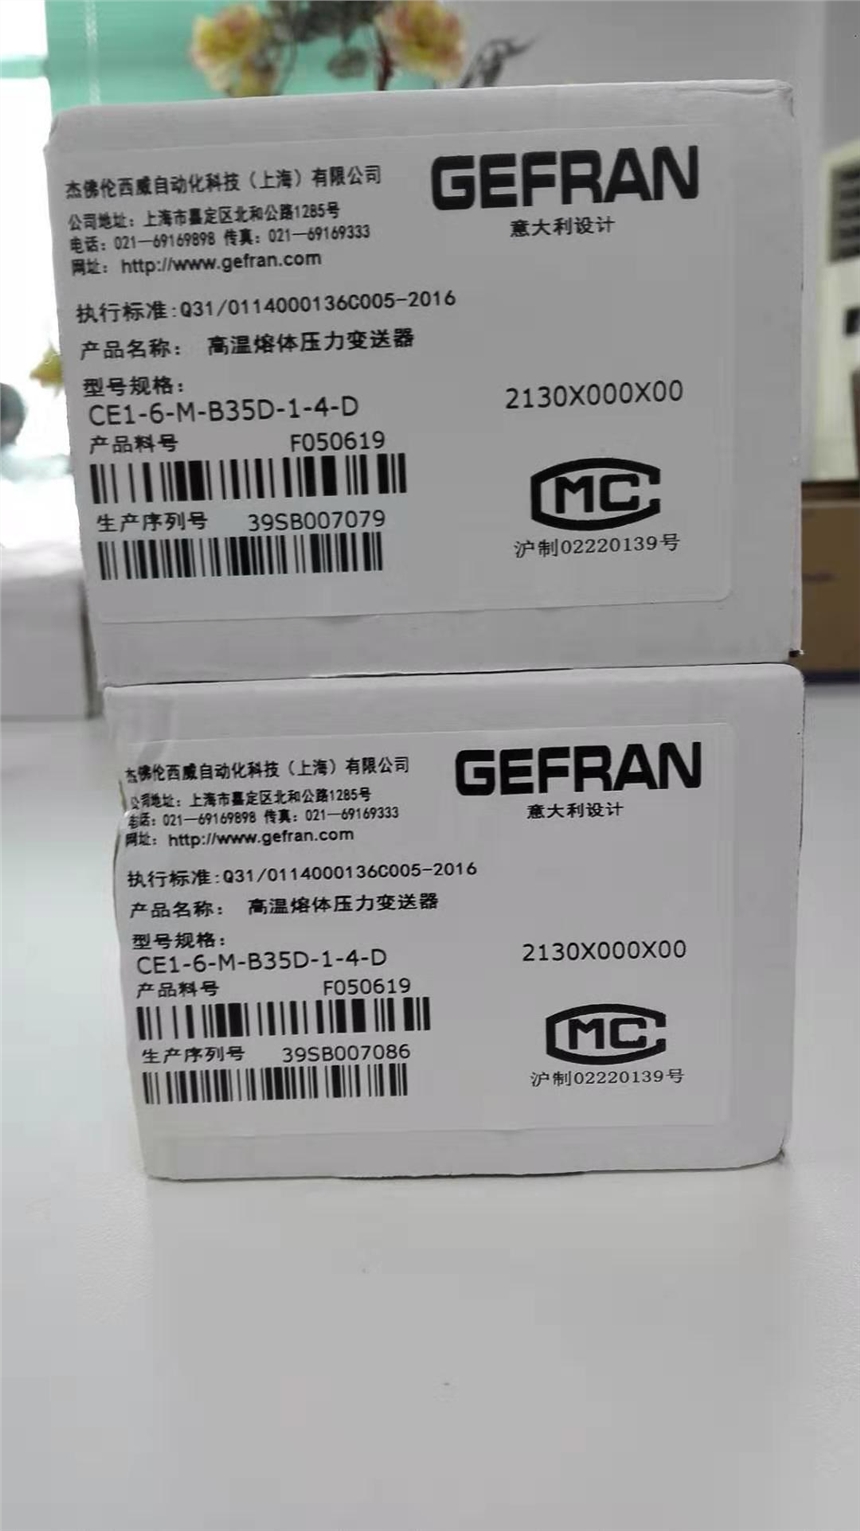 杰佛伦西威自动化科技（上海）有限公司
公司地址：上海市嘉定区北和公路1285号
电话：021—69169898 传真：021—69169333
网址：http://www.gefran.com
GEFRAN
意大利设计
执行标准:Q31/0114000136C005-2016
产品名称： 高温熔体压力变送器
型号规格：
CE1-6-M-B35D-1-4-D
2130X000X00
产品料号 F050619
生产序列号 39SB007079
MC
沪制02220139号
杰佛伦西威自动化科技（上海）有限公司
公司地址：上海市嘉定区北和公路1285号
电话：021—69169898 传真：021—69169333
网址：http://www.gefran.com
GEFRAN
意大利设计
执行标准:Q31/0114000136C005-2016
产品名称： 高温熔体压力变送器
型号规格：
CE1-6-M-B35D-1-4-D
2130X000X00
产品料号 F050619
生产序列号 39SB007086
MC
沪制02220139号